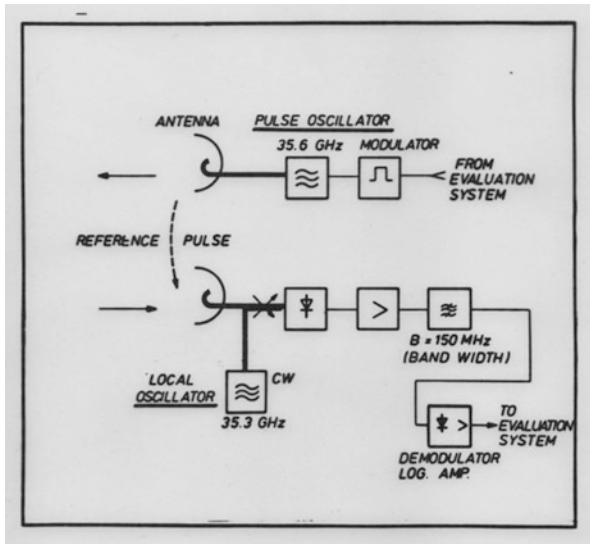 ANTENNA
PULSE OSCILLATOR
35.6 GHz
MODULATOR
FROM
EVALUATION
SYSTEM
REFERENCE PULSE
B = 150 MHz
(BAND WIDTH)
LOCAL
OSCILLATOR
CW
35.3 GHz
TO
EVALUATION
SYSTEM
DEMODULATOR
LOG. AMP.